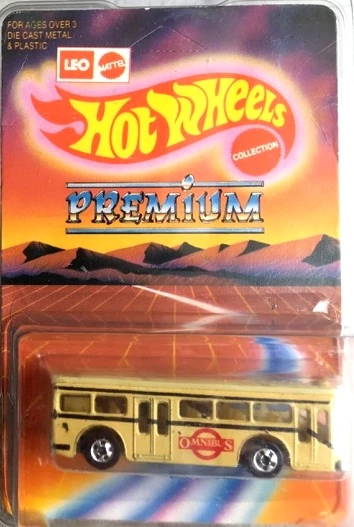 FOR AGES OVER 3
DIE CAST METAL
& PLASTIC
LEO MATTEL
HOT WHEELS
COLLECTION
PREMIUM
OMNIBUS